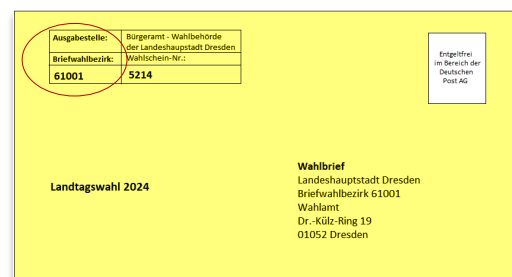 Ausgabestelle: Bürgeramt - Wahlbehörde
der Landeshauptstadt Dresden
Briefwahlbezirk: Wahlschein-Nr.:
61001 5214
Entgeltfrei
im Bereich der
Deutschen
Post AG
Wahlbrief
Landeshauptstadt Dresden
Landtagswahl 2024
Briefwahlbezirk 61001
Wahlamt
Dr.-Külz-Ring 19
01052 Dresden